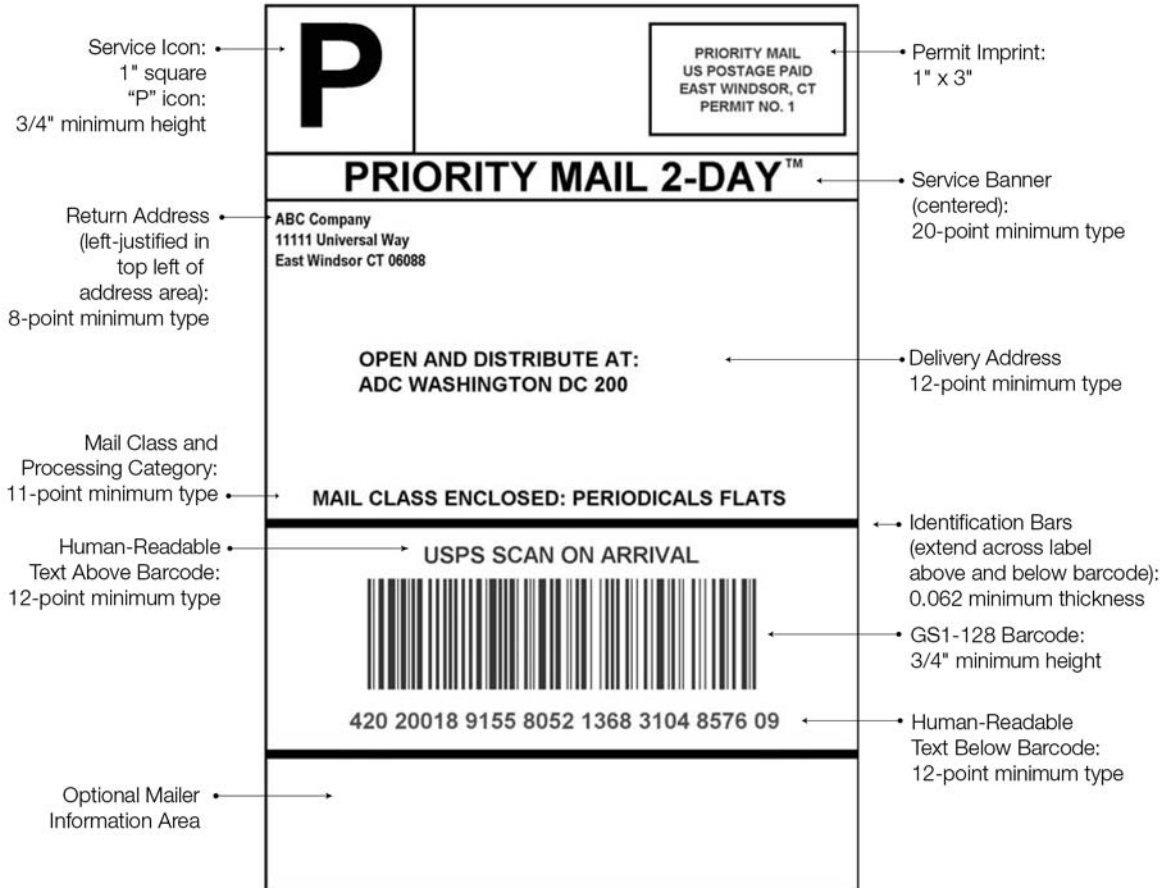 Service Icon:
1" square
“P” icon:
3/4" minimum height
P
PRIORITY MAIL
US POSTAGE PAID
EAST WINDSOR, CT
PERMIT NO. 1
Permit Imprint:
1" x 3"
PRIORITY MAIL 2-DAY™
Service Banner
(centered):
20-point minimum type
Return Address
(left-justified in
top left of
address area):
8-point minimum type
ABC Company
11111 Universal Way
East Windsor CT 06088
OPEN AND DISTRIBUTE AT:
ADC WASHINGTON DC 200
Delivery Address
12-point minimum type
Mail Class and
Processing Category:
11-point minimum type
MAIL CLASS ENCLOSED: PERIODICALS FLATS
Identification Bars
(extend across label
above and below barcode):
0.062 minimum thickness
Human-Readable
Text Above Barcode:
12-point minimum type
USPS SCAN ON ARRIVAL
GS1-128 Barcode:
3/4" minimum height
420 20018 9155 8052 1368 3104 8576 09
Human-Readable
Text Below Barcode:
12-point minimum type
Optional Mailer
Information Area